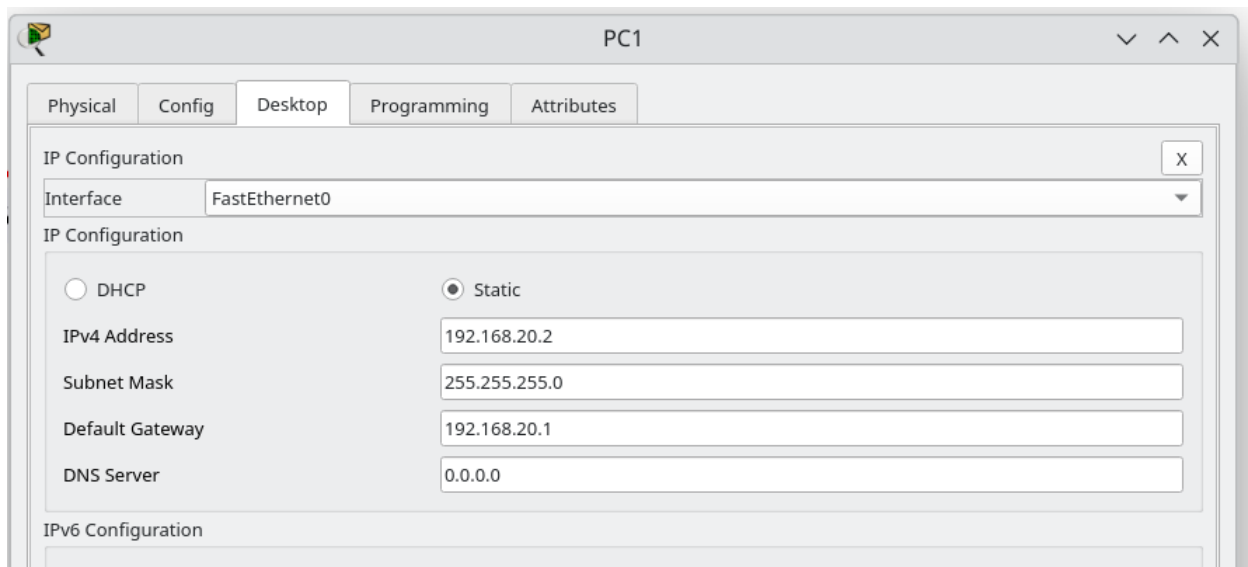 PC1
Physical Config Desktop Programming Attributes
IP Configuration X
Interface FastEthernet0
IP Configuration
DHCP Static
IPv4 Address 192.168.20.2
Subnet Mask 255.255.255.0
Default Gateway 192.168.20.1
DNS Server 0.0.0.0
IPv6 Configuration